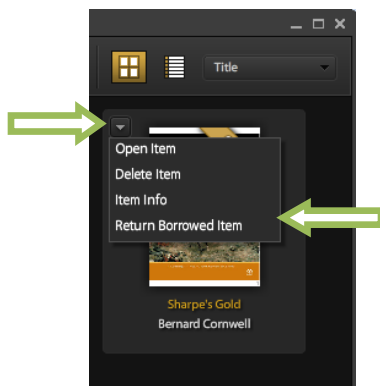 Title
Open Item
Delete Item
Item Info
Return Borrowed Item
Sharpe's Gold
Bernard Cornwell